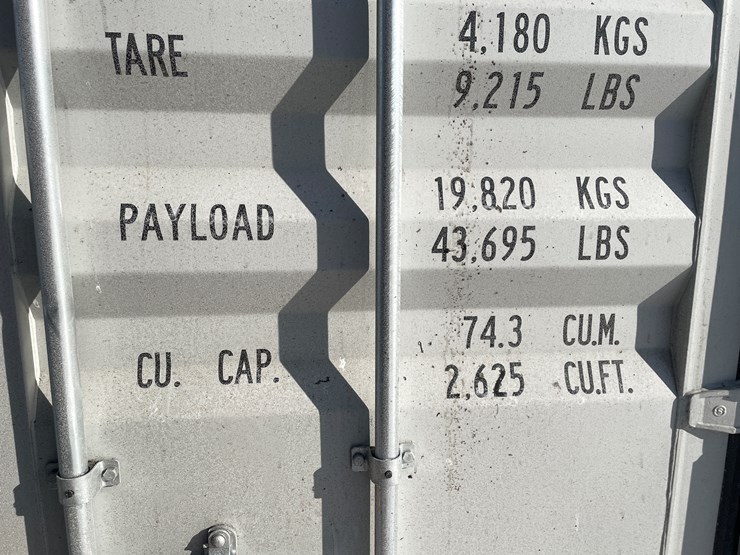 TARE 4,180 KGS
9,215 LBS
PAYLOAD 19,820 KGS
43,695 LBS
74.3 CU.M.
CU. CAP. 2,625 CU.FT.